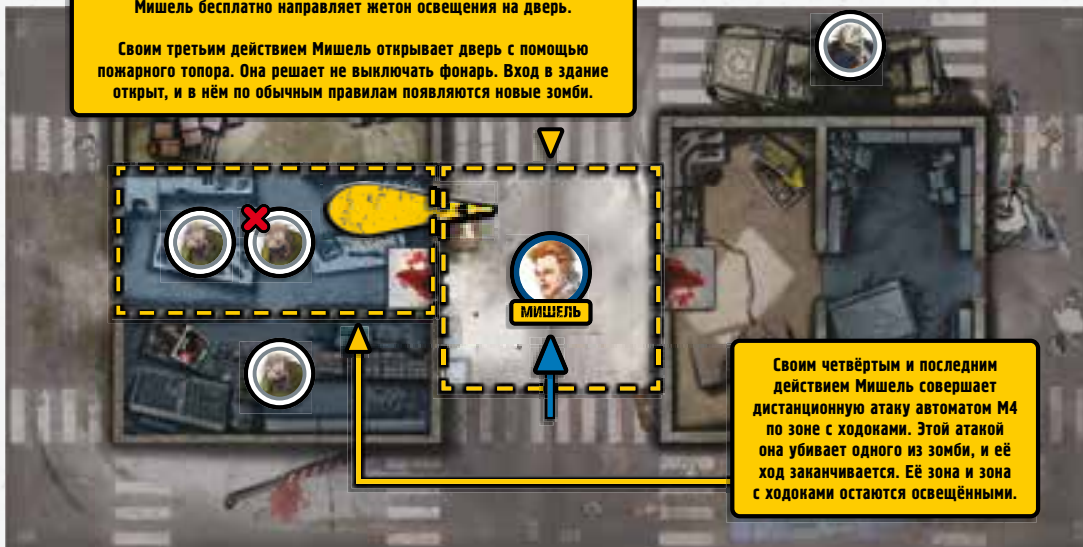 Мишель бесплатно направляет жетон освещения на дверь.
Своим третьим действием Мишель открывает дверь с помощью
пожарного топора. Она решает не выключать фонарь. Вход в здание
открыт, и в нём по обычным правилам появляются новые зомби.
МИШЕЛЬ
Своим четвёртым и последним
действием Мишель совершает
дистанционную атаку автоматом М4
по зоне с ходоками. Этой атакой
она убивает одного из зомби, и её
ход заканчивается. Её зона и зона
с ходоками остаются освещёнными.